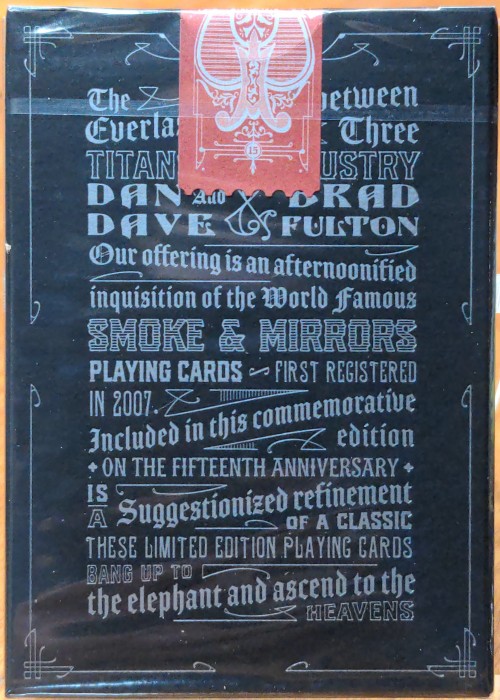 The between
Everla Three
TITAN USTRY
DAN And BRAD
DAVE & FULTON
15
Our offering is an afternoonified
inquisition of the World Famous
SMOKE & MIRRORS
PLAYING CARDS ~ FIRST REGISTERED
IN 2007.
Included in this commemorative
edition
+ ON THE FIFTEENTH ANNIVERSARY +
IS
A Suggestionized refinement
OF A CLASSIC
THESE LIMITED EDITION PLAYING CARDS
BANG UP TO
the elephant and ascend to the
HEAVENS